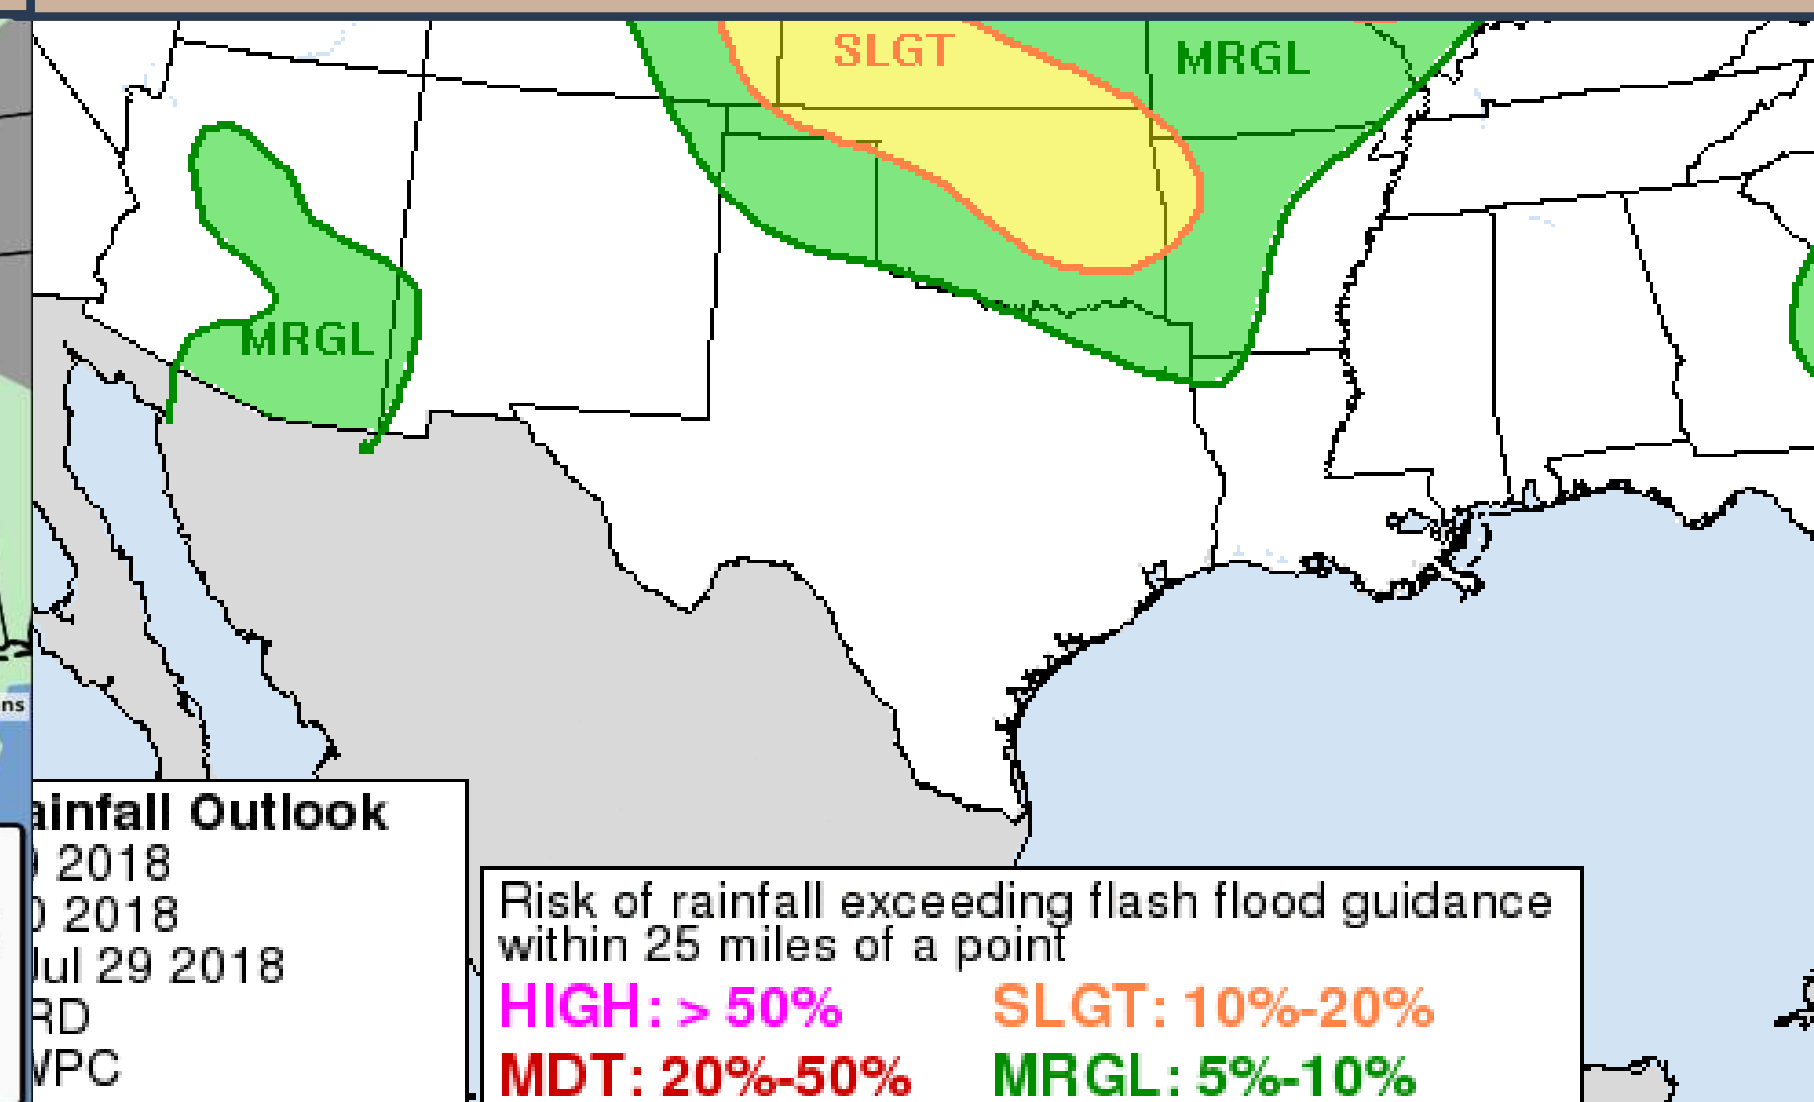 SLGT
MRGL
MRGL
ns
ainfall Outlook
2018
2018
Jul 29 2018
RD
WPC
Risk of rainfall exceeding flash flood guidance
within 25 miles of a point
HIGH: > 50% SLGT: 10%-20%
MDT: 20%-50% MRGL: 5%-10%